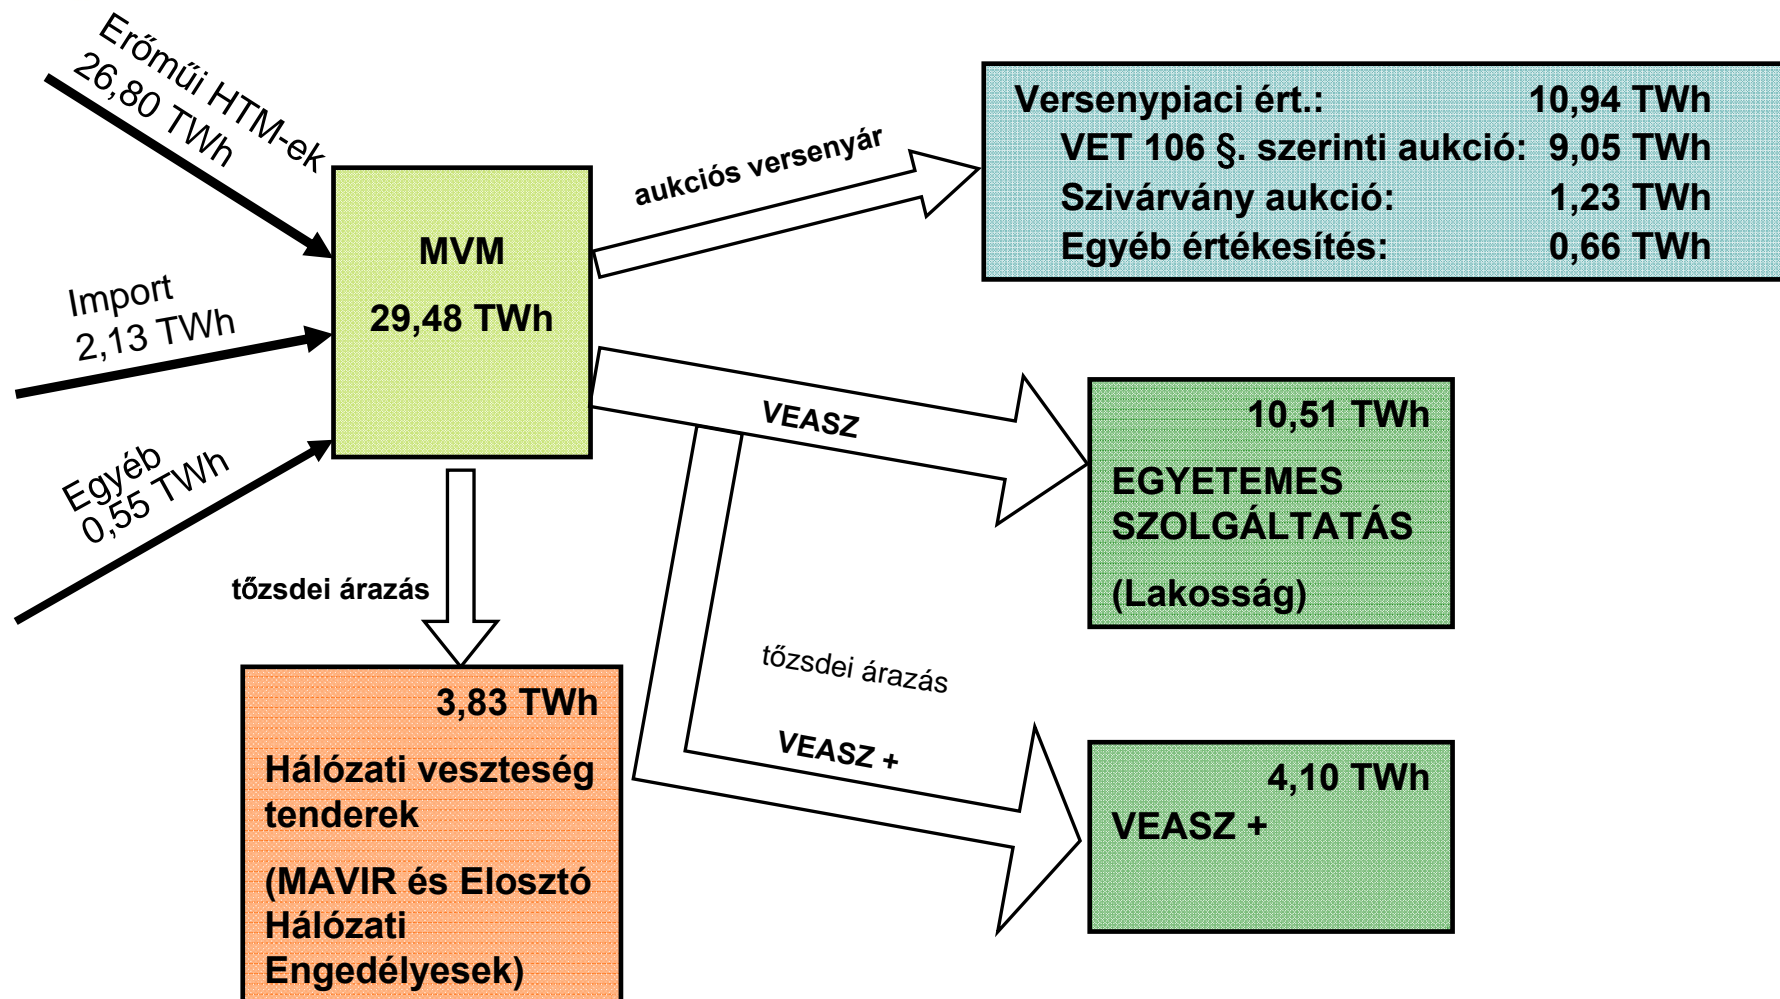 Erőműi HTM-ek
26,80 TWh
Import
2,13 TWh
Egyéb
0,55 TWh
MVM
29,48 TWh
aukciós versenyár
Versenypiaci ért.: 10,94 TWh
VET 106 §. szerinti aukció: 9,05 TWh
Szivárvány aukció: 1,23 TWh
Egyéb értékesítés: 0,66 TWh
VEASZ
10,51 TWh
EGYETEMES
SZOLGÁLTATÁS
(Lakosság)
tőzsdei árazás
3,83 TWh
Hálózati veszteség
tenderek
(MAVIR és Elosztó
Hálózati
Engedélyesek)
tőzsdei árazás
VEASZ +
4,10 TWh
VEASZ +